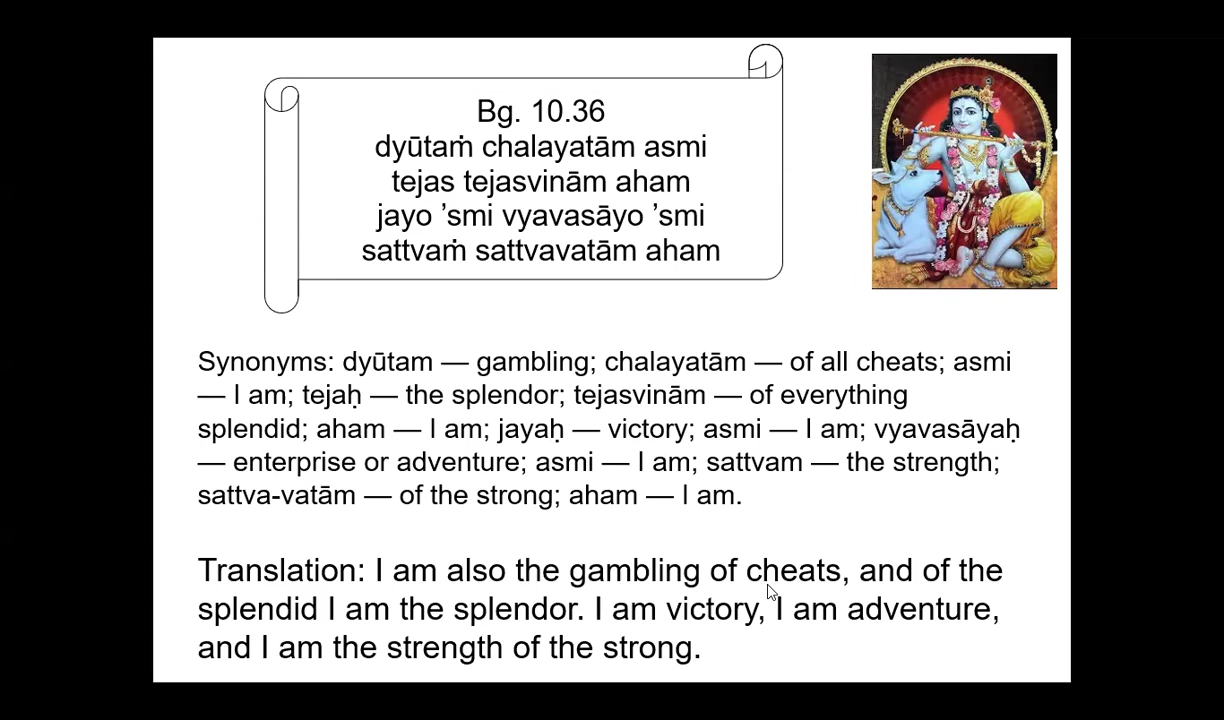 Bg. 10.36
dyūtaṁ chalayatām asmi
tejas tejasvinām aham
jayo ’smi vyavasāyo ’smi
sattvaṁ sattvavatām aham
Synonyms: dyūtam — gambling; chalayatām — of all cheats; asmi
— I am; tejaḥ — the splendor; tejasvinām — of everything
splendid; aham — I am; jayaḥ — victory; asmi — I am; vyavasāyaḥ
— enterprise or adventure; asmi — I am; sattvam — the strength;
sattva-vatām — of the strong; aham — I am.
Translation: I am also the gambling of cheats, and of the
splendid I am the splendor. I am victory, I am adventure,
and I am the strength of the strong.